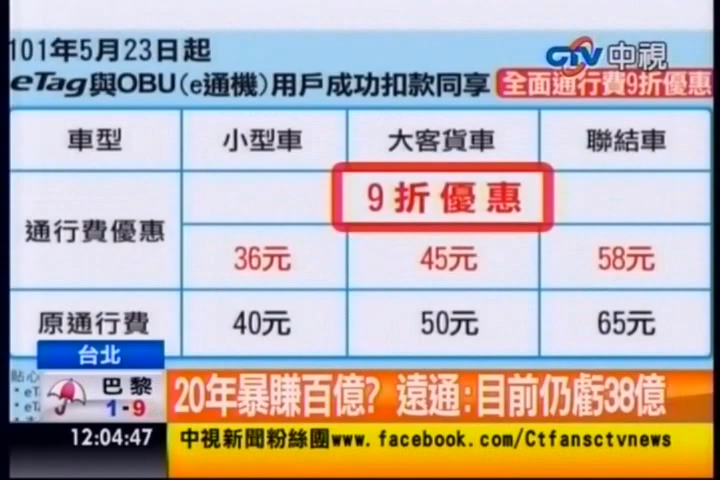 101年5月23日起
CTV中視
eTag與OBU(e通機)用戶成功扣款同享 全面通行費9折優惠
車型 小型車 大客貨車 聯結車
通行費優惠 9折優惠
36元 45元 58元
原通行費 40元 50元 65元
台北
貼心
巴黎
1-9
20年暴賺百億? 遠通:目前仍虧38億
12:04:47
中視新聞粉絲團www.facebook.com/Ctfansctvnews